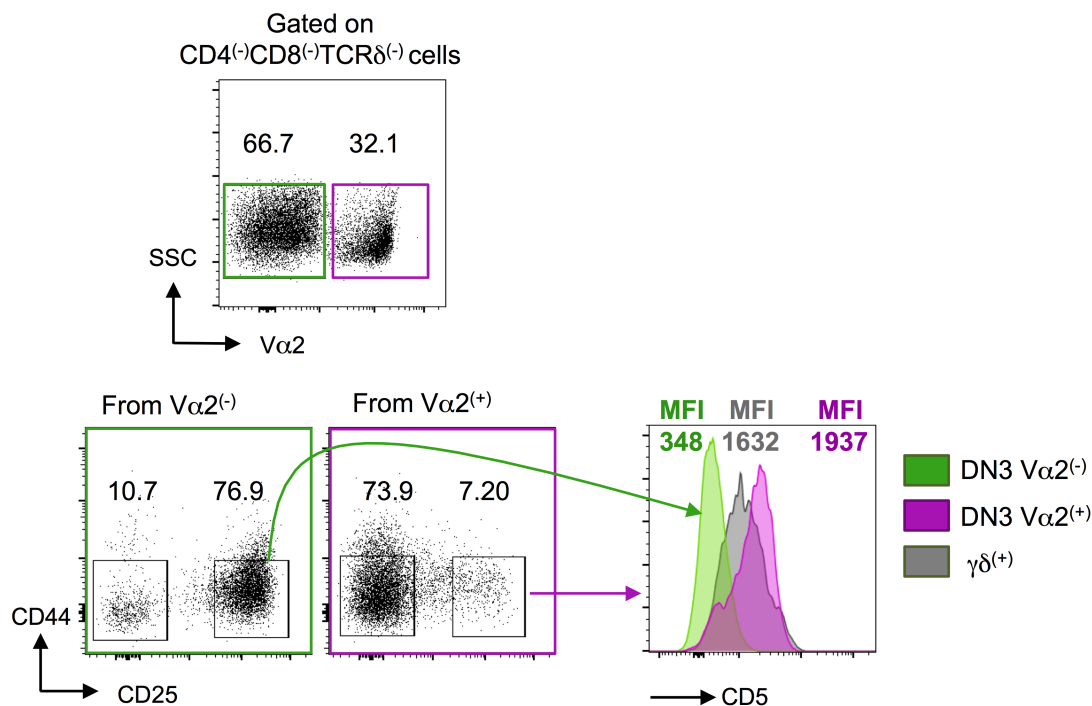 Gated on
CD4(-)CD8(-)TCRδ(-) cells
66.7 32.1
SSC
Vα2
From Vα2(-)
From Vα2(+)
10.7 76.9
73.9 7.20
CD44
CD25
MFI MFI MFI
348 1632 1937
CD5
DN3 Vα2(-)
DN3 Vα2(+)
γδ(+)